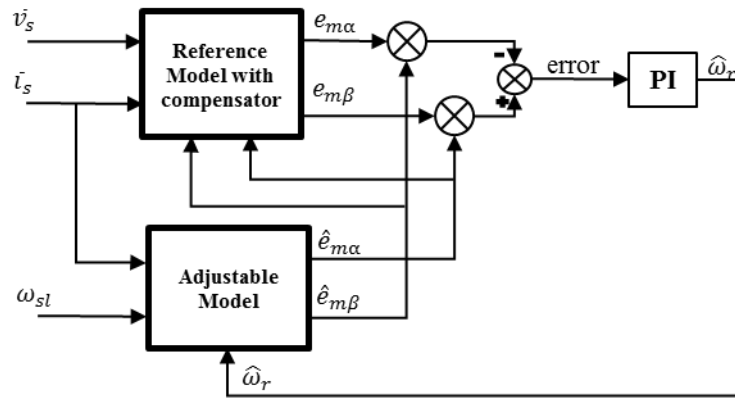 v̄s
īs
Reference
Model with
compensator
emα
emβ
-
+
error
PI
ω̂r
ωsl
Adjustable
Model
êmα
êmβ
ω̂r